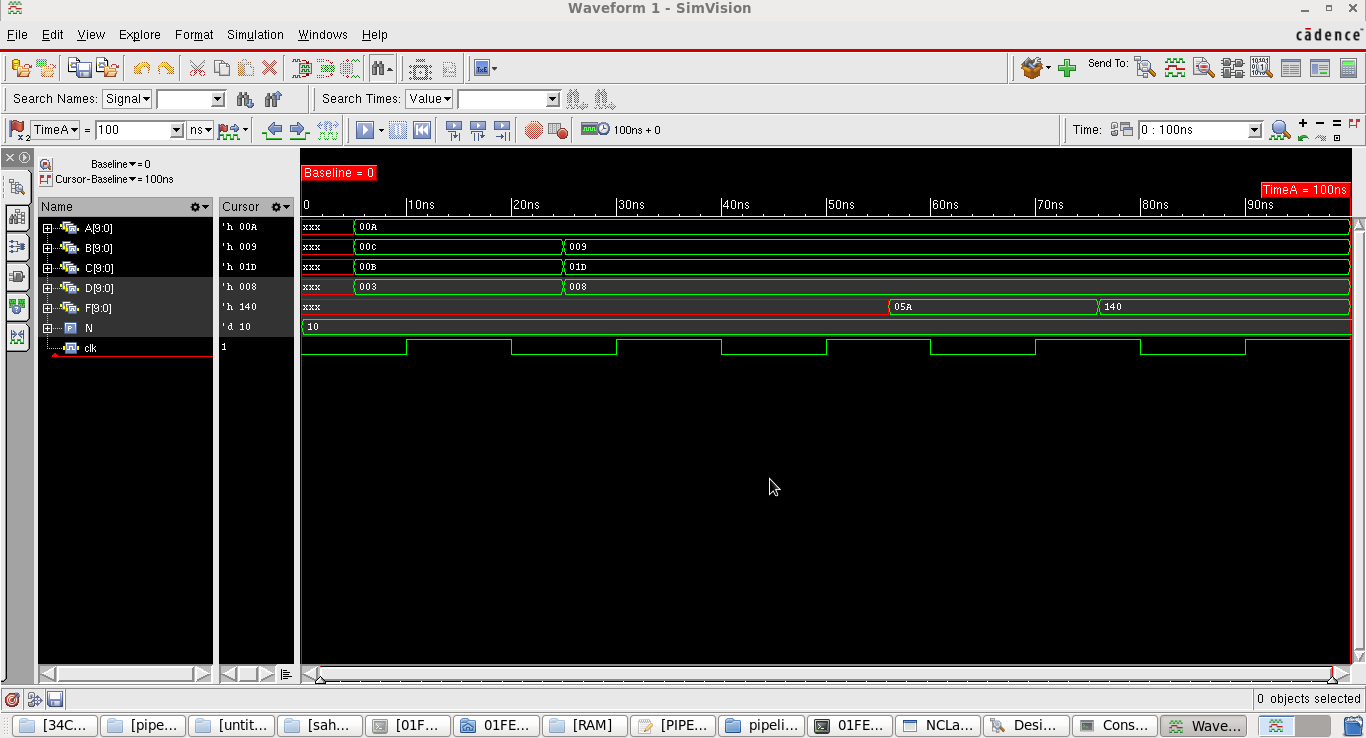 Waveform 1 - SimVision
File Edit View Explore Format Simulation Windows Help
cādence
Send To:
Search Names: Signal Search Times: Value
TimeA = 100 ns 100ns + 0 Time: 0 : 100ns
Baseline = 0
Cursor-Baseline = 100ns
Baseline = 0
TimeA = 100ns
Name Cursor 0 10ns 20ns 30ns 40ns 50ns 60ns 70ns 80ns 90ns
A[9:0] 'h 00A xxx 00A
B[9:0] 'h 009 xxx 00C 009
C[9:0] 'h 01D xxx 00B 01D
D[9:0] 'h 008 xxx 003 008
F[9:0] 'h 140 xxx 05A 140
N 'd 10 10
clk 1
0 objects selected
[34C... [pipe... [untit... [sah... [01F... 01FE... [RAM] [PIPE... pipeli... 01FE... NCLa... Desi... Cons... Wave...